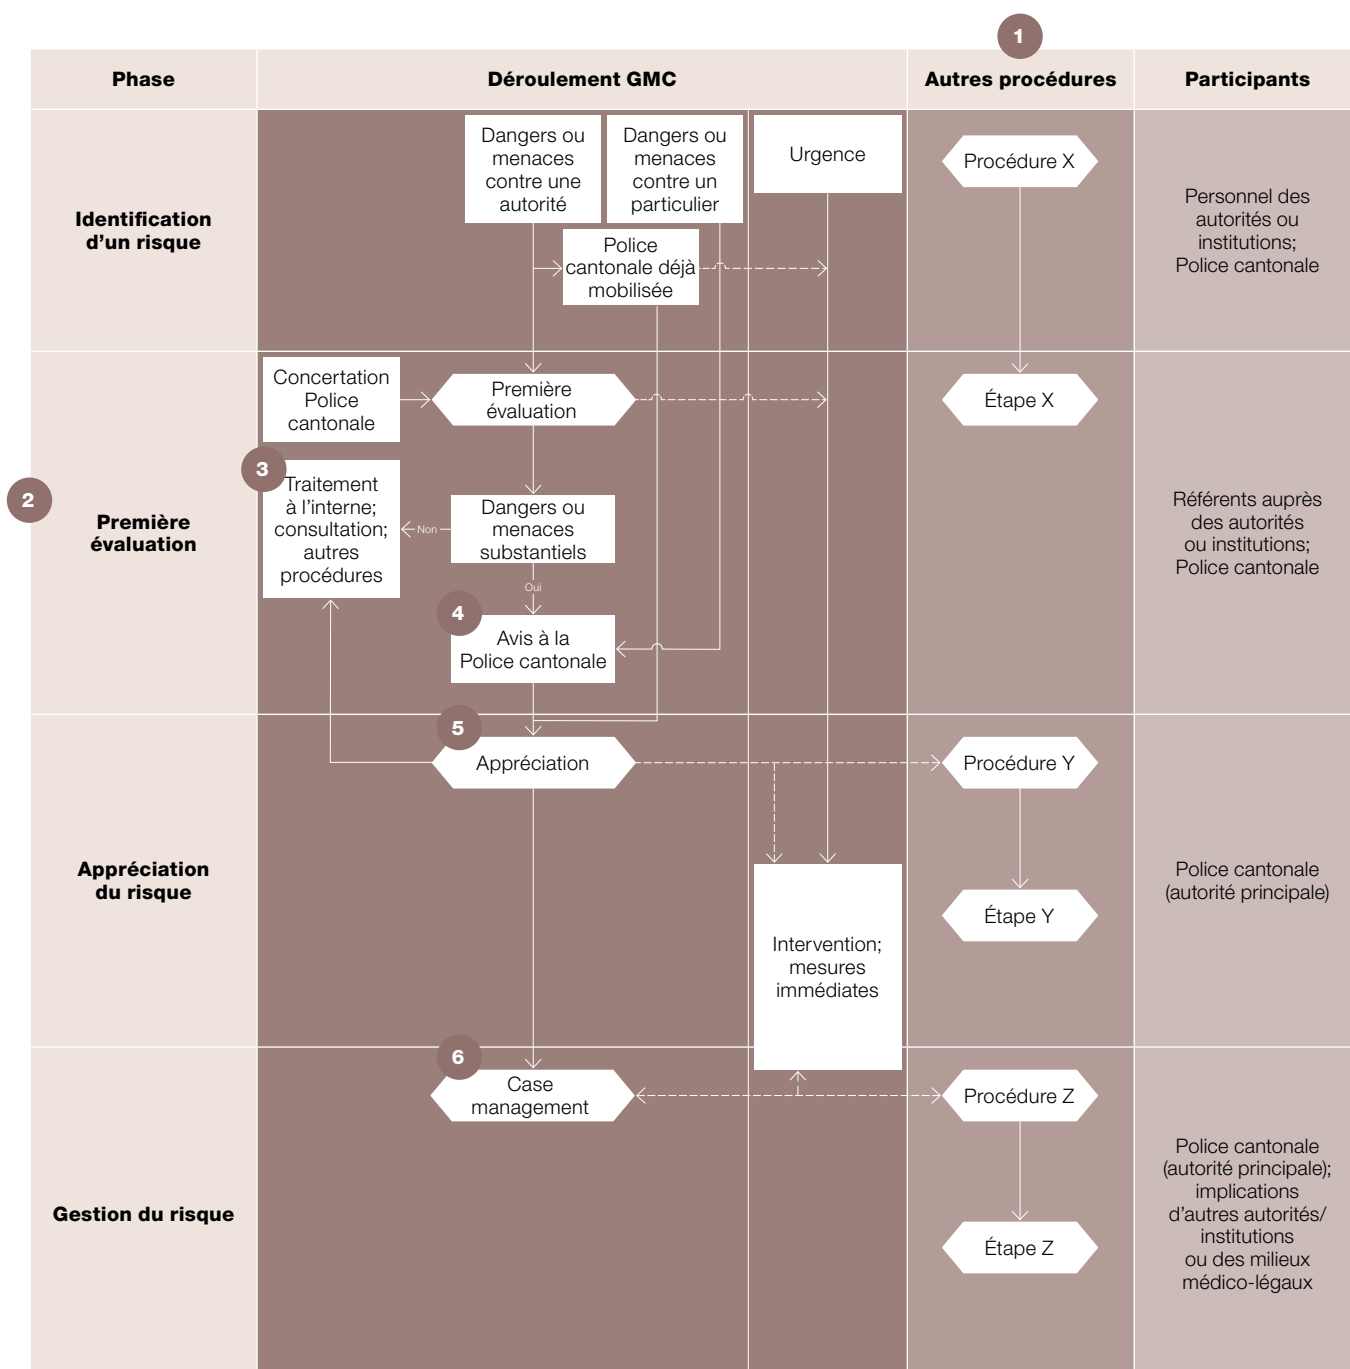 1
Phase
Déroulement GMC
Autres procédures
Participants
Identification
d'un risque
Dangers ou
menaces
contre une
autorité
Dangers ou
menaces
contre un
particulier
Urgence
Procédure X
Personnel des
autorités ou
institutions;
Police cantonale
Police
cantonale déjà
mobilisée
2
Première
évaluation
Concertation
Police
cantonale
Première
évaluation
Étape X
3
Traitement
à l'interne;
consultation;
autres
procédures
Non
Dangers ou
menaces
substantiels
Référents auprès
des autorités
ou institutions;
Police cantonale
Oui
4
Avis à la
Police cantonale
Appréciation
du risque
5
Appréciation
Procédure Y
Police cantonale
(autorité principale)
Étape Y
Intervention;
mesures
immédiates
Gestion du risque
6
Case
management
Procédure Z
Étape Z
Police cantonale
(autorité principale);
implications
d'autres autorités/
institutions
ou des milieux
médico-légaux